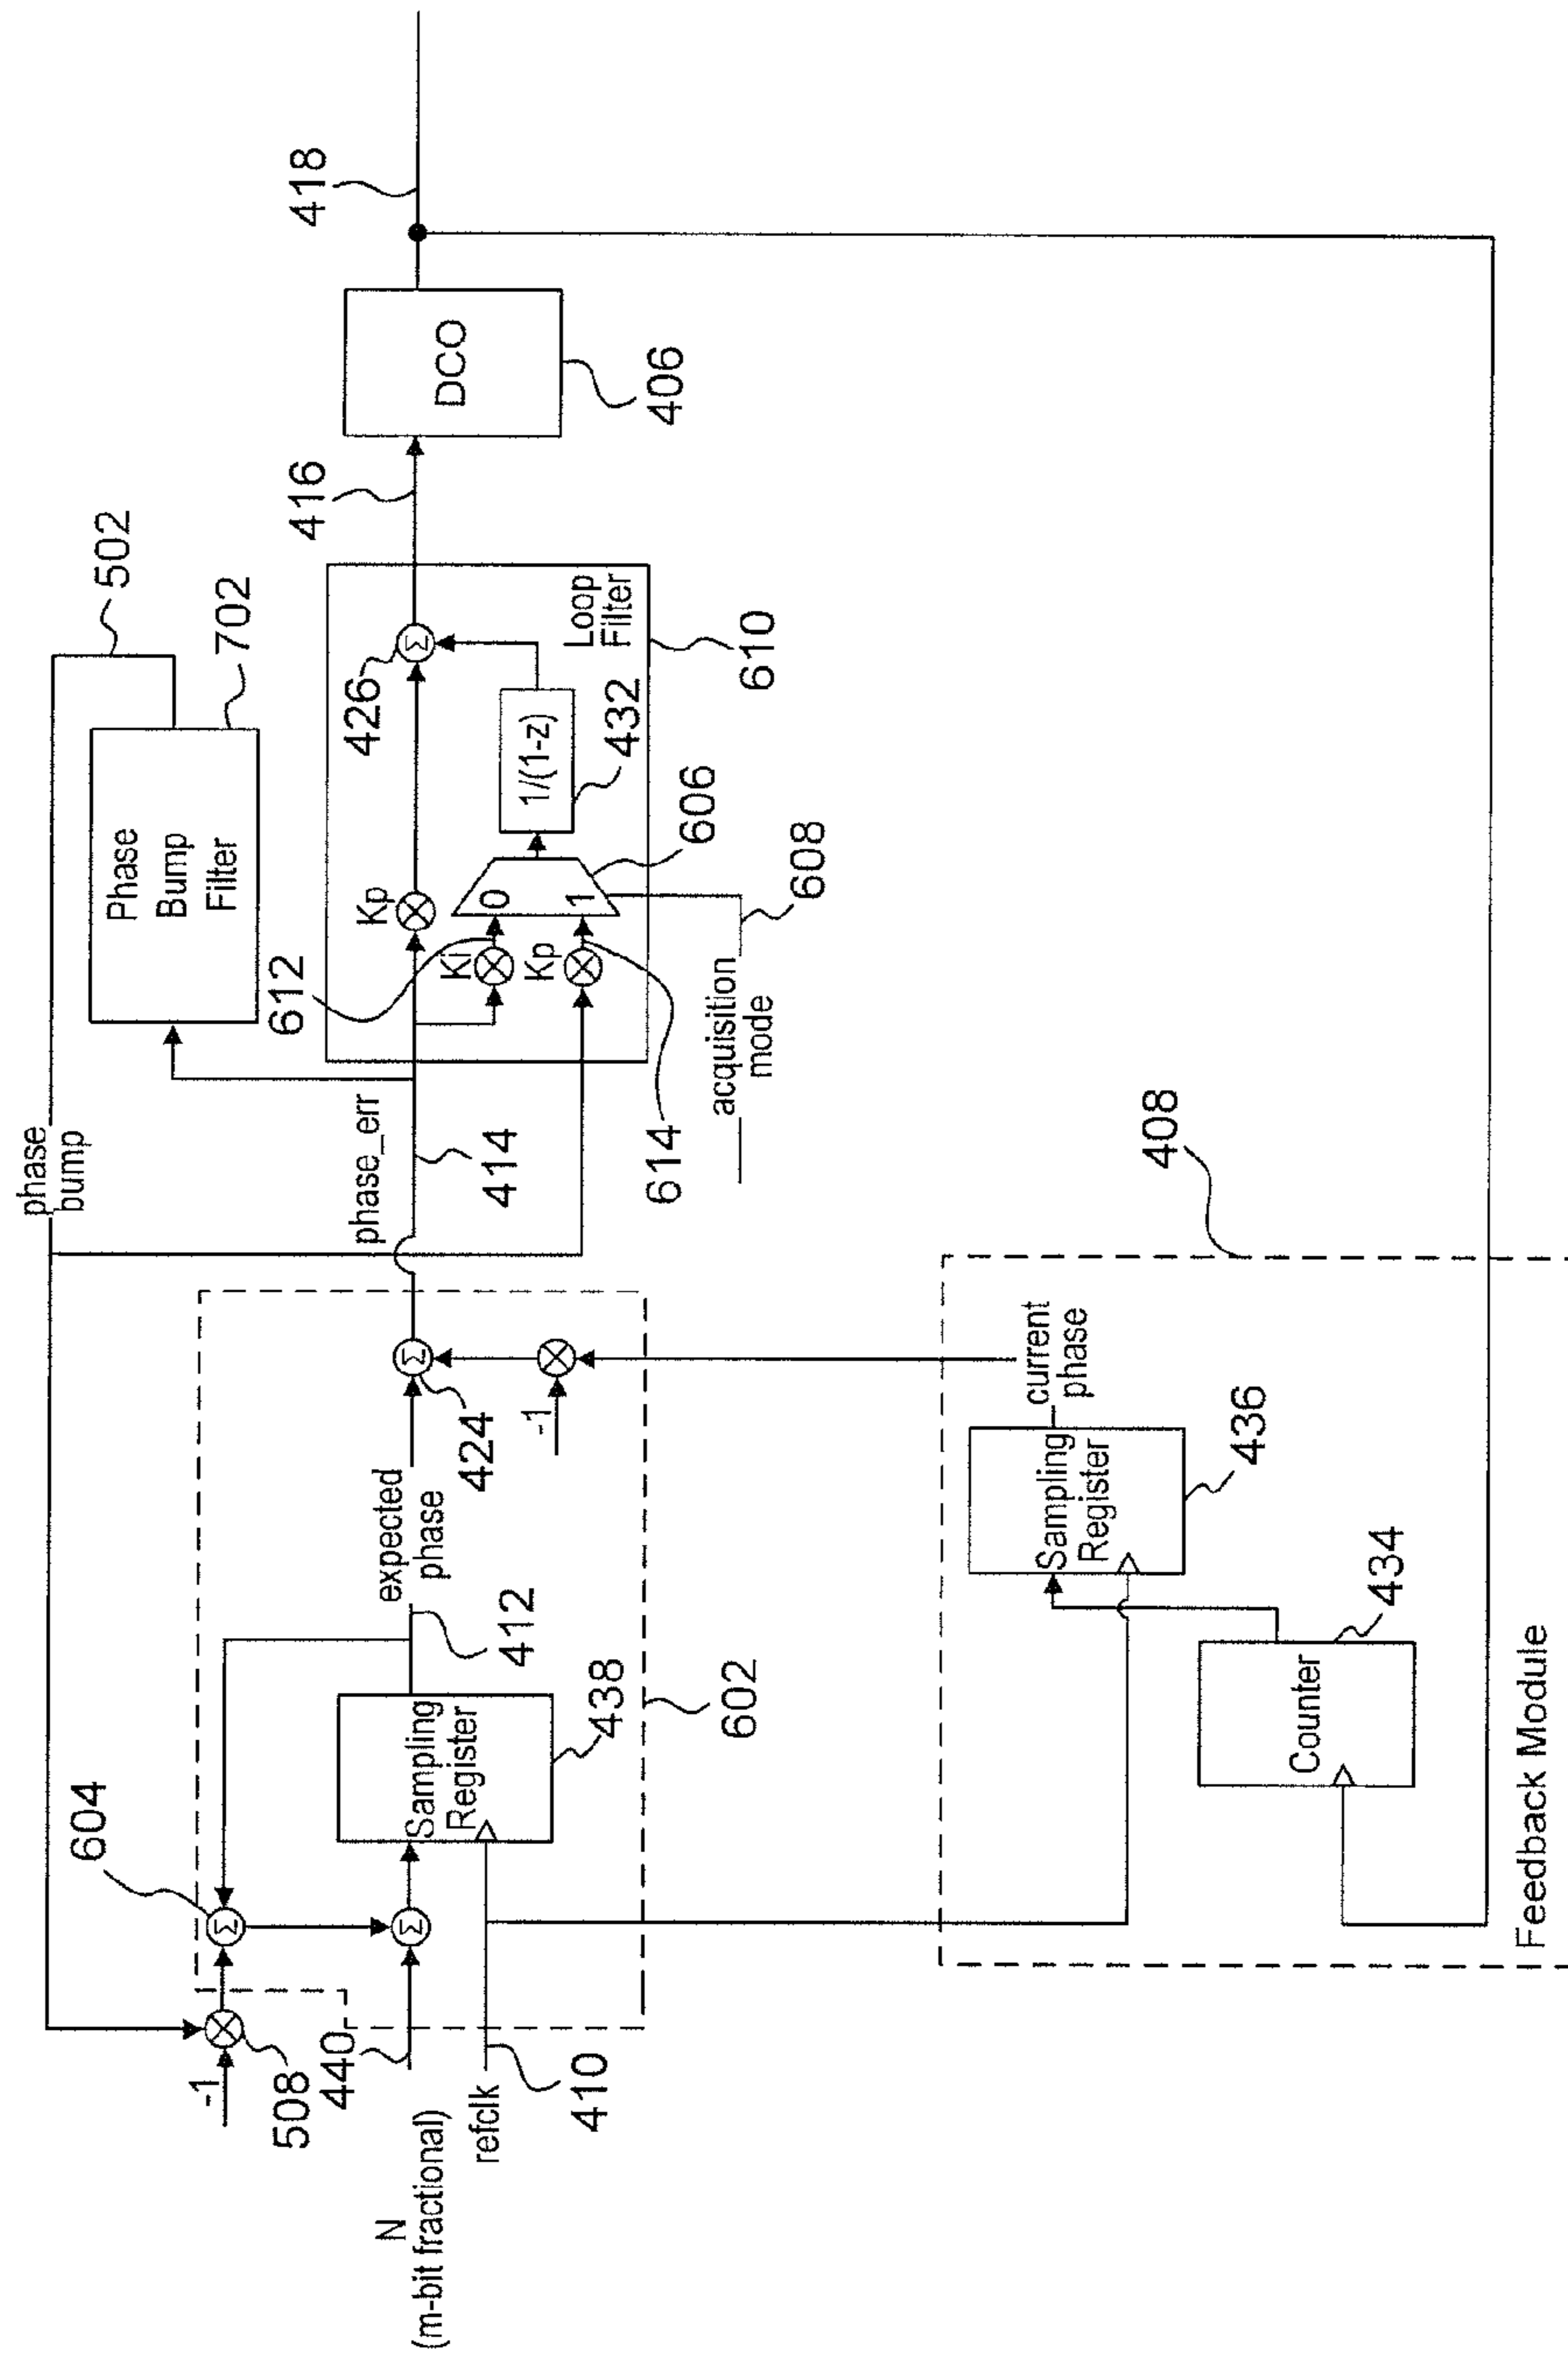 phase
bump
502
Phase
Bump
Filter
702
604
-1
508
440
N
(m-bit fractional)
refclk
410
Sampling
Register
438
412
expected
phase
Σ
Σ
Σ
424
-1
602
phase_err
414
612
Kp
Ki
Kp
0
1
614
acquisition
mode
608
606
1/(1-z)
432
426
Σ
Loop
Filter
610
416
DCO
406
418
408
current
phase
Sampling
Register
436
Counter
434
Feedback Module